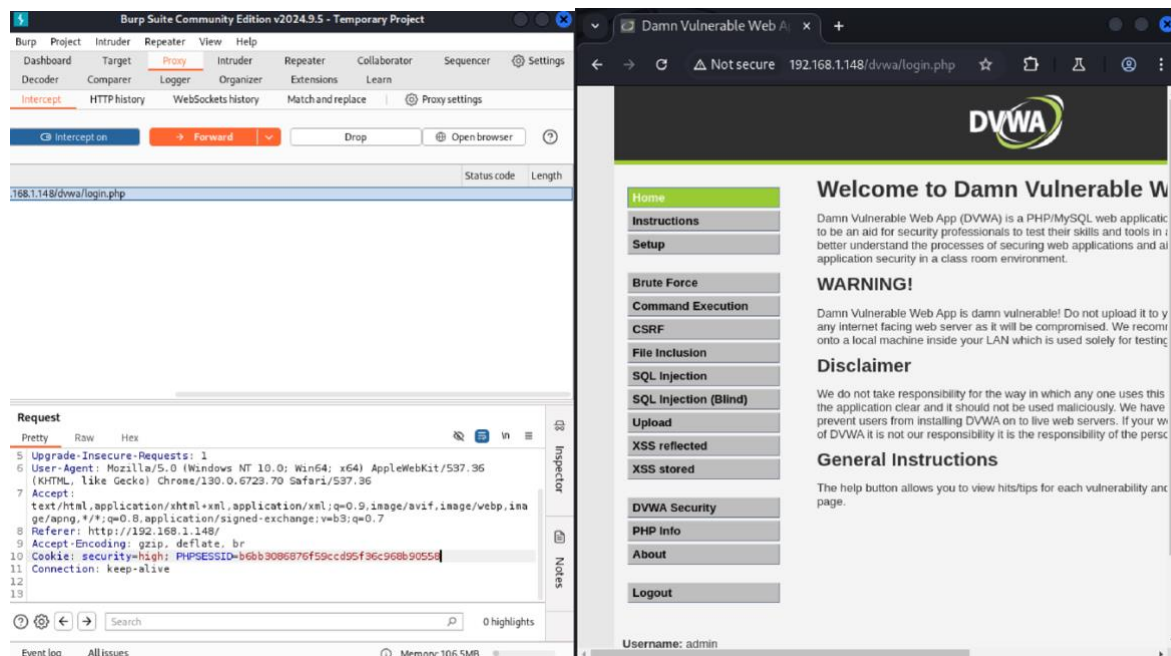 Burp Suite Community Edition v2024.9.5 - Temporary Project
Burp Project Intruder Repeater View Help
Dashboard Target Proxy Intruder Repeater Collaborator Sequencer Settings
Decoder Comparer Logger Organizer Extensions Learn
Intercept HTTP history WebSockets history Match and replace Proxy settings
Intercept on Forward Drop Open browser
Status code Length
.168.1.148/dvwa/login.php
Request
Pretty Raw Hex
\n
Inspector
Notes
5 Upgrade-Insecure-Requests: 1
6 User-Agent: Mozilla/5.0 (Windows NT 10.0; Win64; x64) AppleWebKit/537.36
(KHTML, like Gecko) Chrome/130.0.6723.70 Safari/537.36
7 Accept:
text/html,application/xhtml+xml,application/xml;q=0.9,image/avif,image/webp,ima
ge/apng,*/*;q=0.8,application/signed-exchange;v=b3;q=0.7
8 Referer: http://192.168.1.148/
9 Accept-Encoding: gzip, deflate, br
10 Cookie: security=high; PHPSESSID=b6bb3086876f59ccd95f36c968b90558
11 Connection: keep-alive
12
13
Search 0 highlights
Event log All issues Memory: 106.5MB
Damn Vulnerable Web A
Not secure 192.168.1.148/dvwa/login.php
DVWA
Home
Instructions
Setup
Brute Force
Command Execution
CSRF
File Inclusion
SQL Injection
SQL Injection (Blind)
Upload
XSS reflected
XSS stored
DVWA Security
PHP Info
About
Logout
Username: admin
Welcome to Damn Vulnerable W
Damn Vulnerable Web App (DVWA) is a PHP/MySQL web applicatic
to be an aid for security professionals to test their skills and tools in
better understand the processes of securing web applications and
application security in a class room environment.
WARNING!
Damn Vulnerable Web App is damn vulnerable! Do not upload it to y
any internet facing web server as it will be compromised. We recom
onto a local machine inside your LAN which is used solely for testing
Disclaimer
We do not take responsibility for the way in which any one uses this
the application clear and it should not be used maliciously. We have
prevent users from installing DVWA on to live web servers. If your w
of DVWA it is not our responsibility it is the responsibility of the pers
General Instructions
The help button allows you to view hits/tips for each vulnerability and
page.